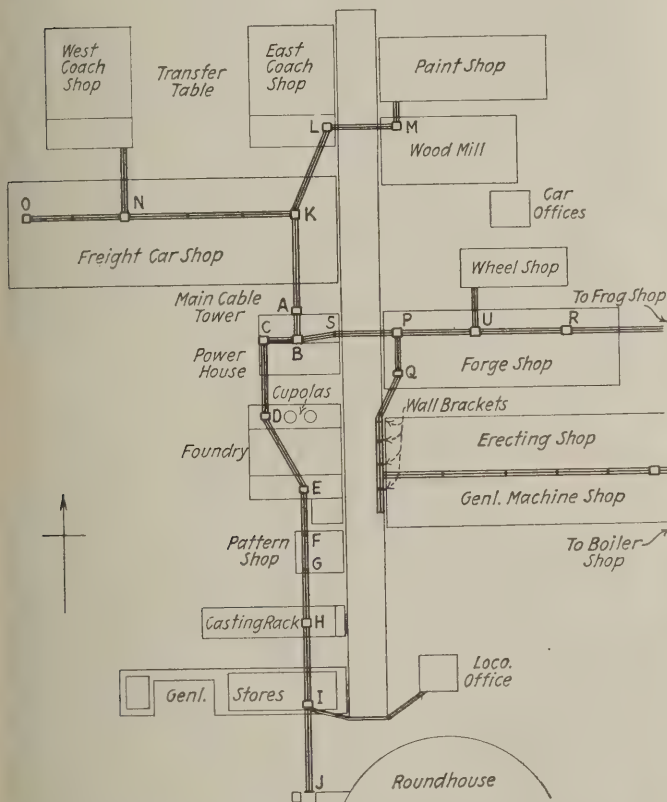 West
Coach
Shop
Transfer
Table
East
Coach
Shop
Paint Shop
L
M
Wood Mill
O
N
K
Car
Offices
Freight Car Shop
Wheel Shop
Main Cable
Tower
A
To Frog Shop
C
B
S
P
U
R
Power
House
Forge Shop
Q
Cupolas
D
Wall Brackets
Foundry
Erecting Shop
E
Genl. Machine Shop
Pattern
Shop
F
G
To Boiler
Shop
Casting Rack
H
Loco.
Office
Genl. Stores
I
J
Roundhouse